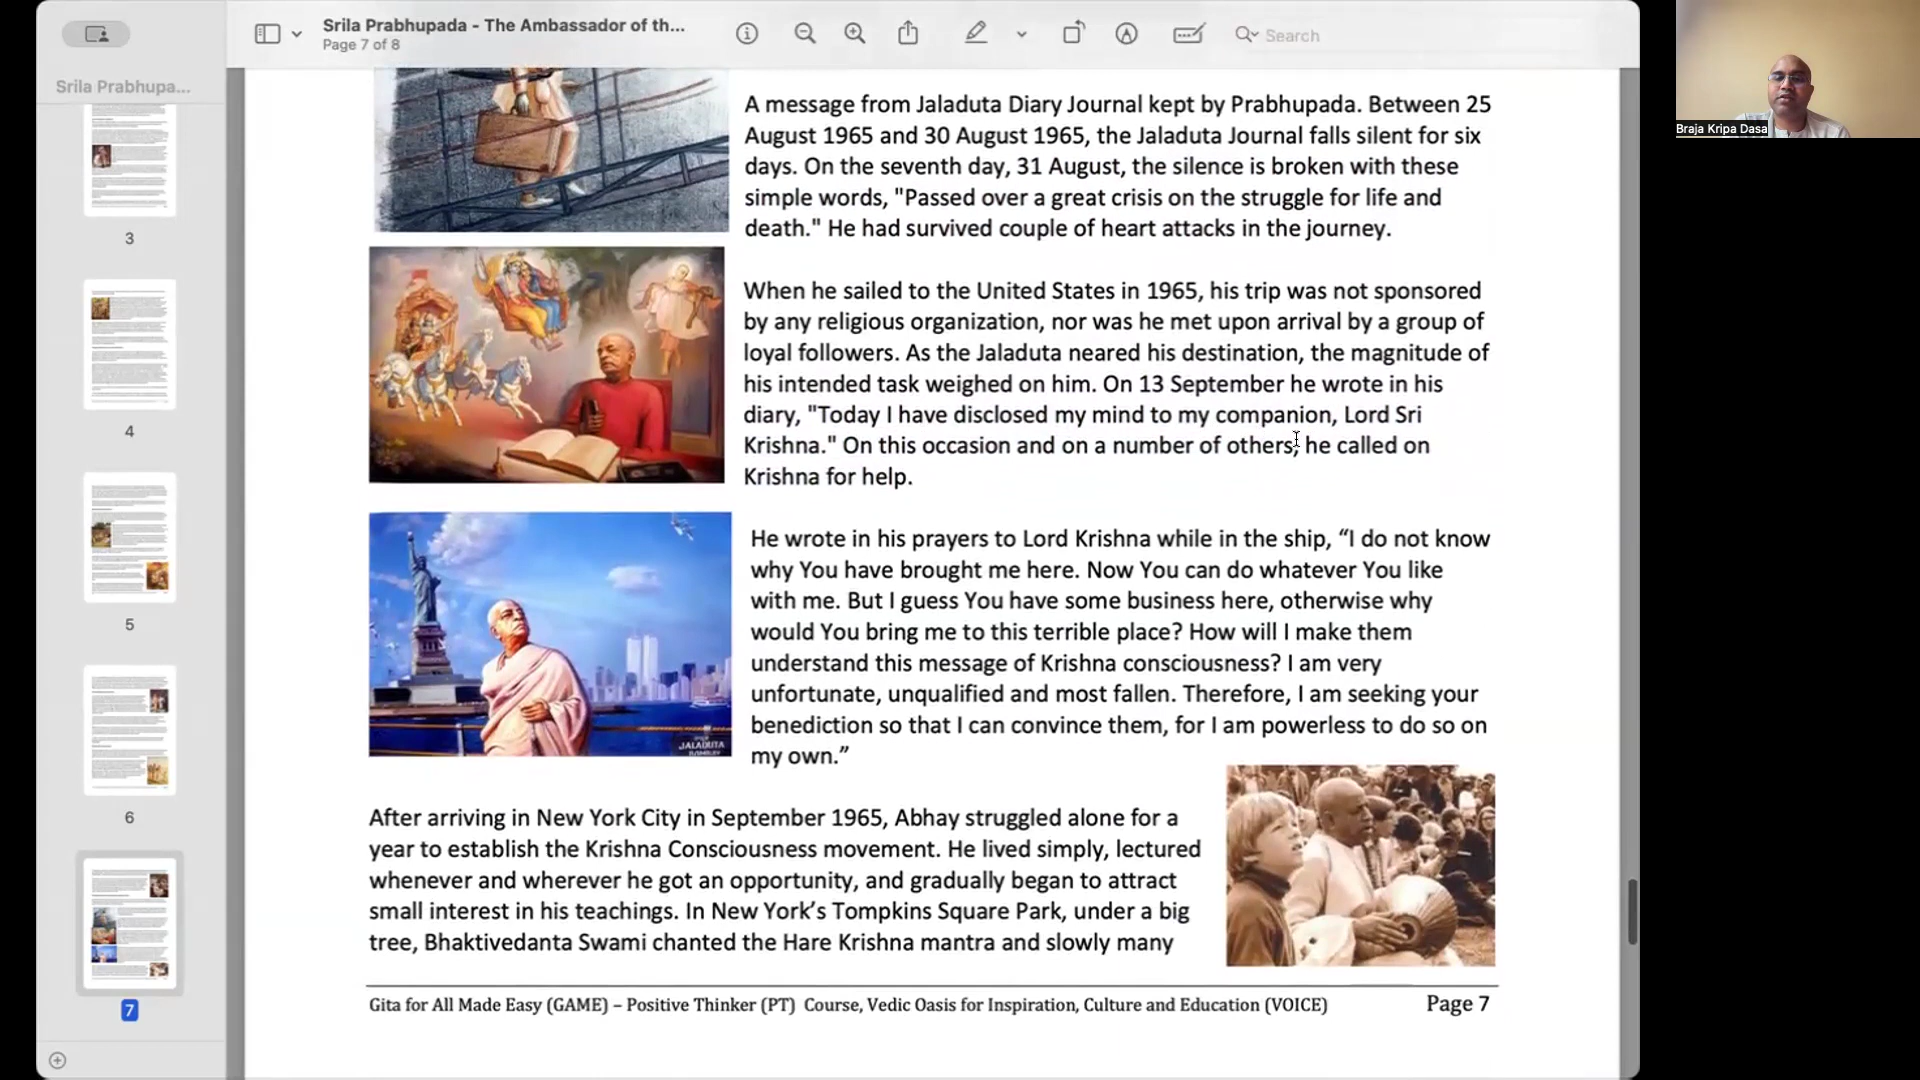 Srila Prabhupada - The Ambassador of th...
Page 7 of 8
Search
Srila Prabhupa...
3
4
5
6
7
A message from Jaladuta Diary Journal kept by Prabhupada. Between 25
August 1965 and 30 August 1965, the Jaladuta Journal falls silent for six
days. On the seventh day, 31 August, the silence is broken with these
simple words, "Passed over a great crisis on the struggle for life and
death." He had survived couple of heart attacks in the journey.
When he sailed to the United States in 1965, his trip was not sponsored
by any religious organization, nor was he met upon arrival by a group of
loyal followers. As the Jaladuta neared his destination, the magnitude of
his intended task weighed on him. On 13 September he wrote in his
diary, "Today I have disclosed my mind to my companion, Lord Sri
Krishna." On this occasion and on a number of others, he called on
Krishna for help.
He wrote in his prayers to Lord Krishna while in the ship, “I do not know
why You have brought me here. Now You can do whatever You like
with me. But I guess You have some business here, otherwise why
would You bring me to this terrible place? How will I make them
understand this message of Krishna consciousness? I am very
unfortunate, unqualified and most fallen. Therefore, I am seeking your
benediction so that I can convince them, for I am powerless to do so on
my own.”
JALADUTA
After arriving in New York City in September 1965, Abhay struggled alone for a
year to establish the Krishna Consciousness movement. He lived simply, lectured
whenever and wherever he got an opportunity, and gradually began to attract
small interest in his teachings. In New York’s Tompkins Square Park, under a big
tree, Bhaktivedanta Swami chanted the Hare Krishna mantra and slowly many
Gita for All Made Easy (GAME) – Positive Thinker (PT) Course, Vedic Oasis for Inspiration, Culture and Education (VOICE) Page 7
Braja Kripa Dasa